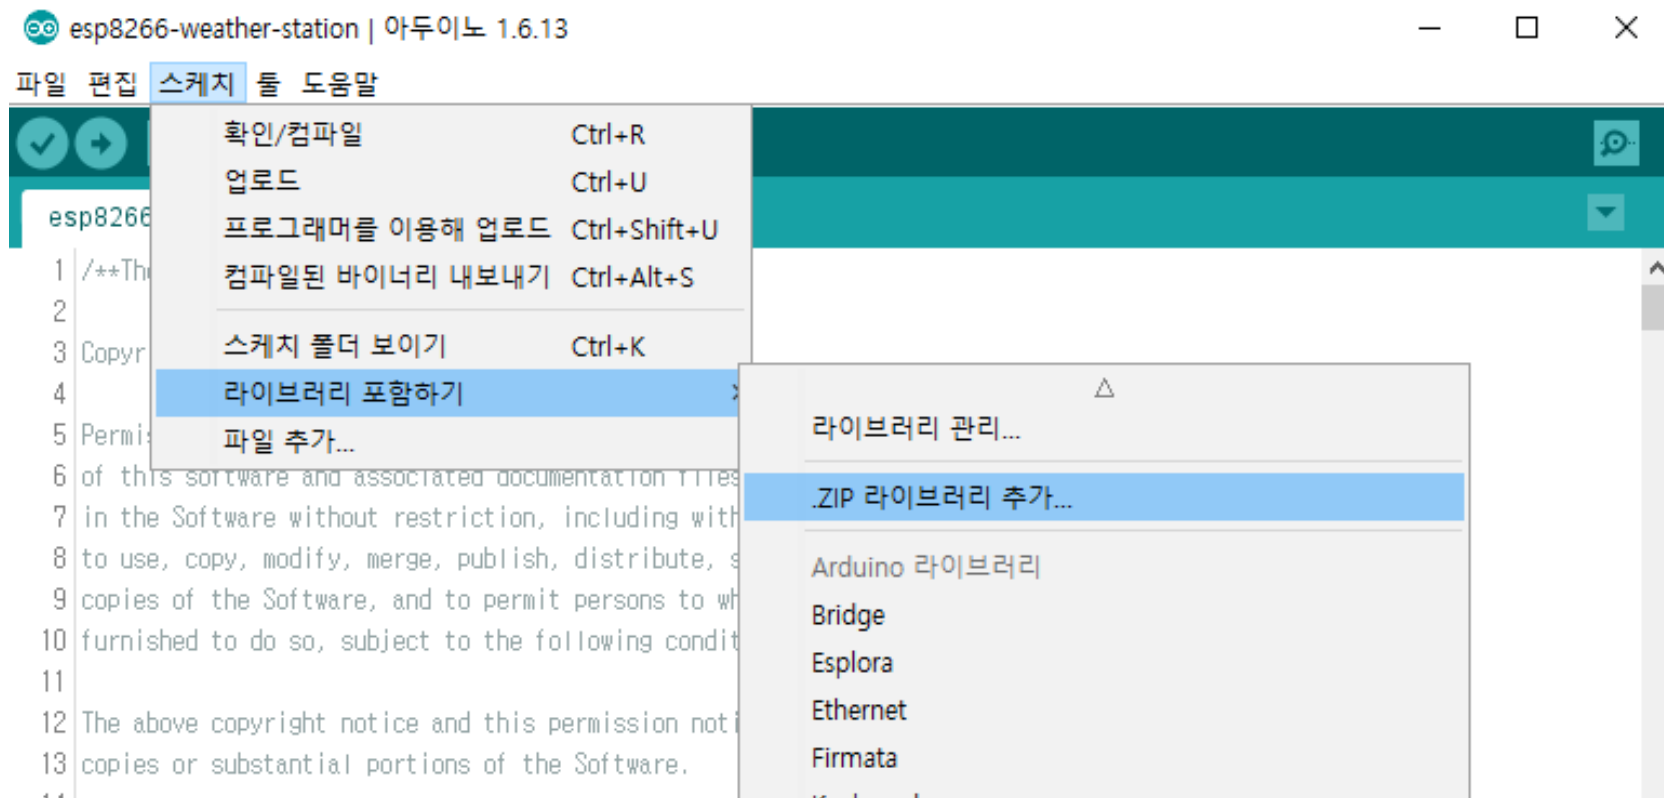 esp8266-weather-station | 아두이노 1.6.13
파일 편집 스케치 툴 도움말
확인/컴파일 Ctrl+R
업로드 Ctrl+U
프로그래머를 이용해 업로드 Ctrl+Shift+U
컴파일된 바이너리 내보내기 Ctrl+Alt+S
스케치 폴더 보이기 Ctrl+K
라이브러리 포함하기
파일 추가...
라이브러리 관리...
.ZIP 라이브러리 추가...
Arduino 라이브러리
Bridge
Esplora
Ethernet
Firmata
esp8266
1 /**Th
2
3 Copyr
4
5 Permis
6 of this software and associated documentation files
7 in the Software without restriction, including with
8 to use, copy, modify, merge, publish, distribute, s
9 copies of the Software, and to permit persons to wh
10 furnished to do so, subject to the following condit
11
12 The above copyright notice and this permission noti
13 copies or substantial portions of the Software.